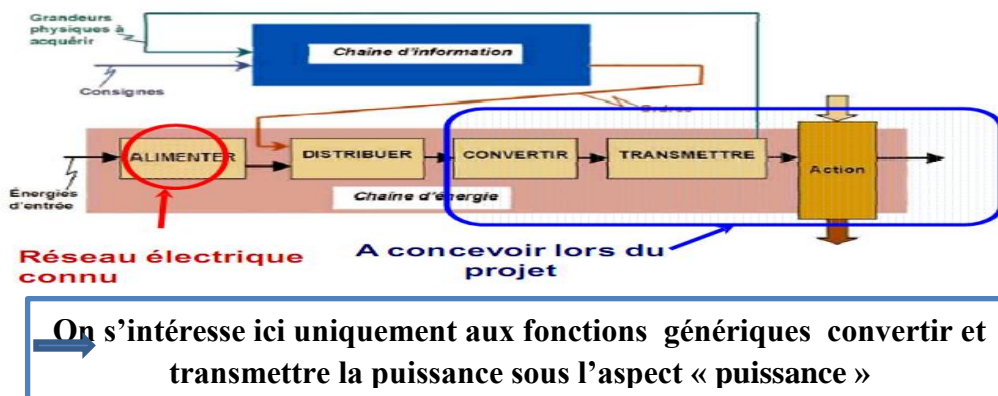 Grandeurs
physiques à
acquérir
Chaîne d'information
Consignes
Ordres
ALIMENTER
DISTRIBUER
CONVERTIR
TRANSMETTRE
Action
Énergies
d'entrée
Chaîne d'énergie
Réseau électrique
connu
A concevoir lors du
projet
On s'intéresse ici uniquement aux fonctions génériques convertir et
transmettre la puissance sous l'aspect « puissance »